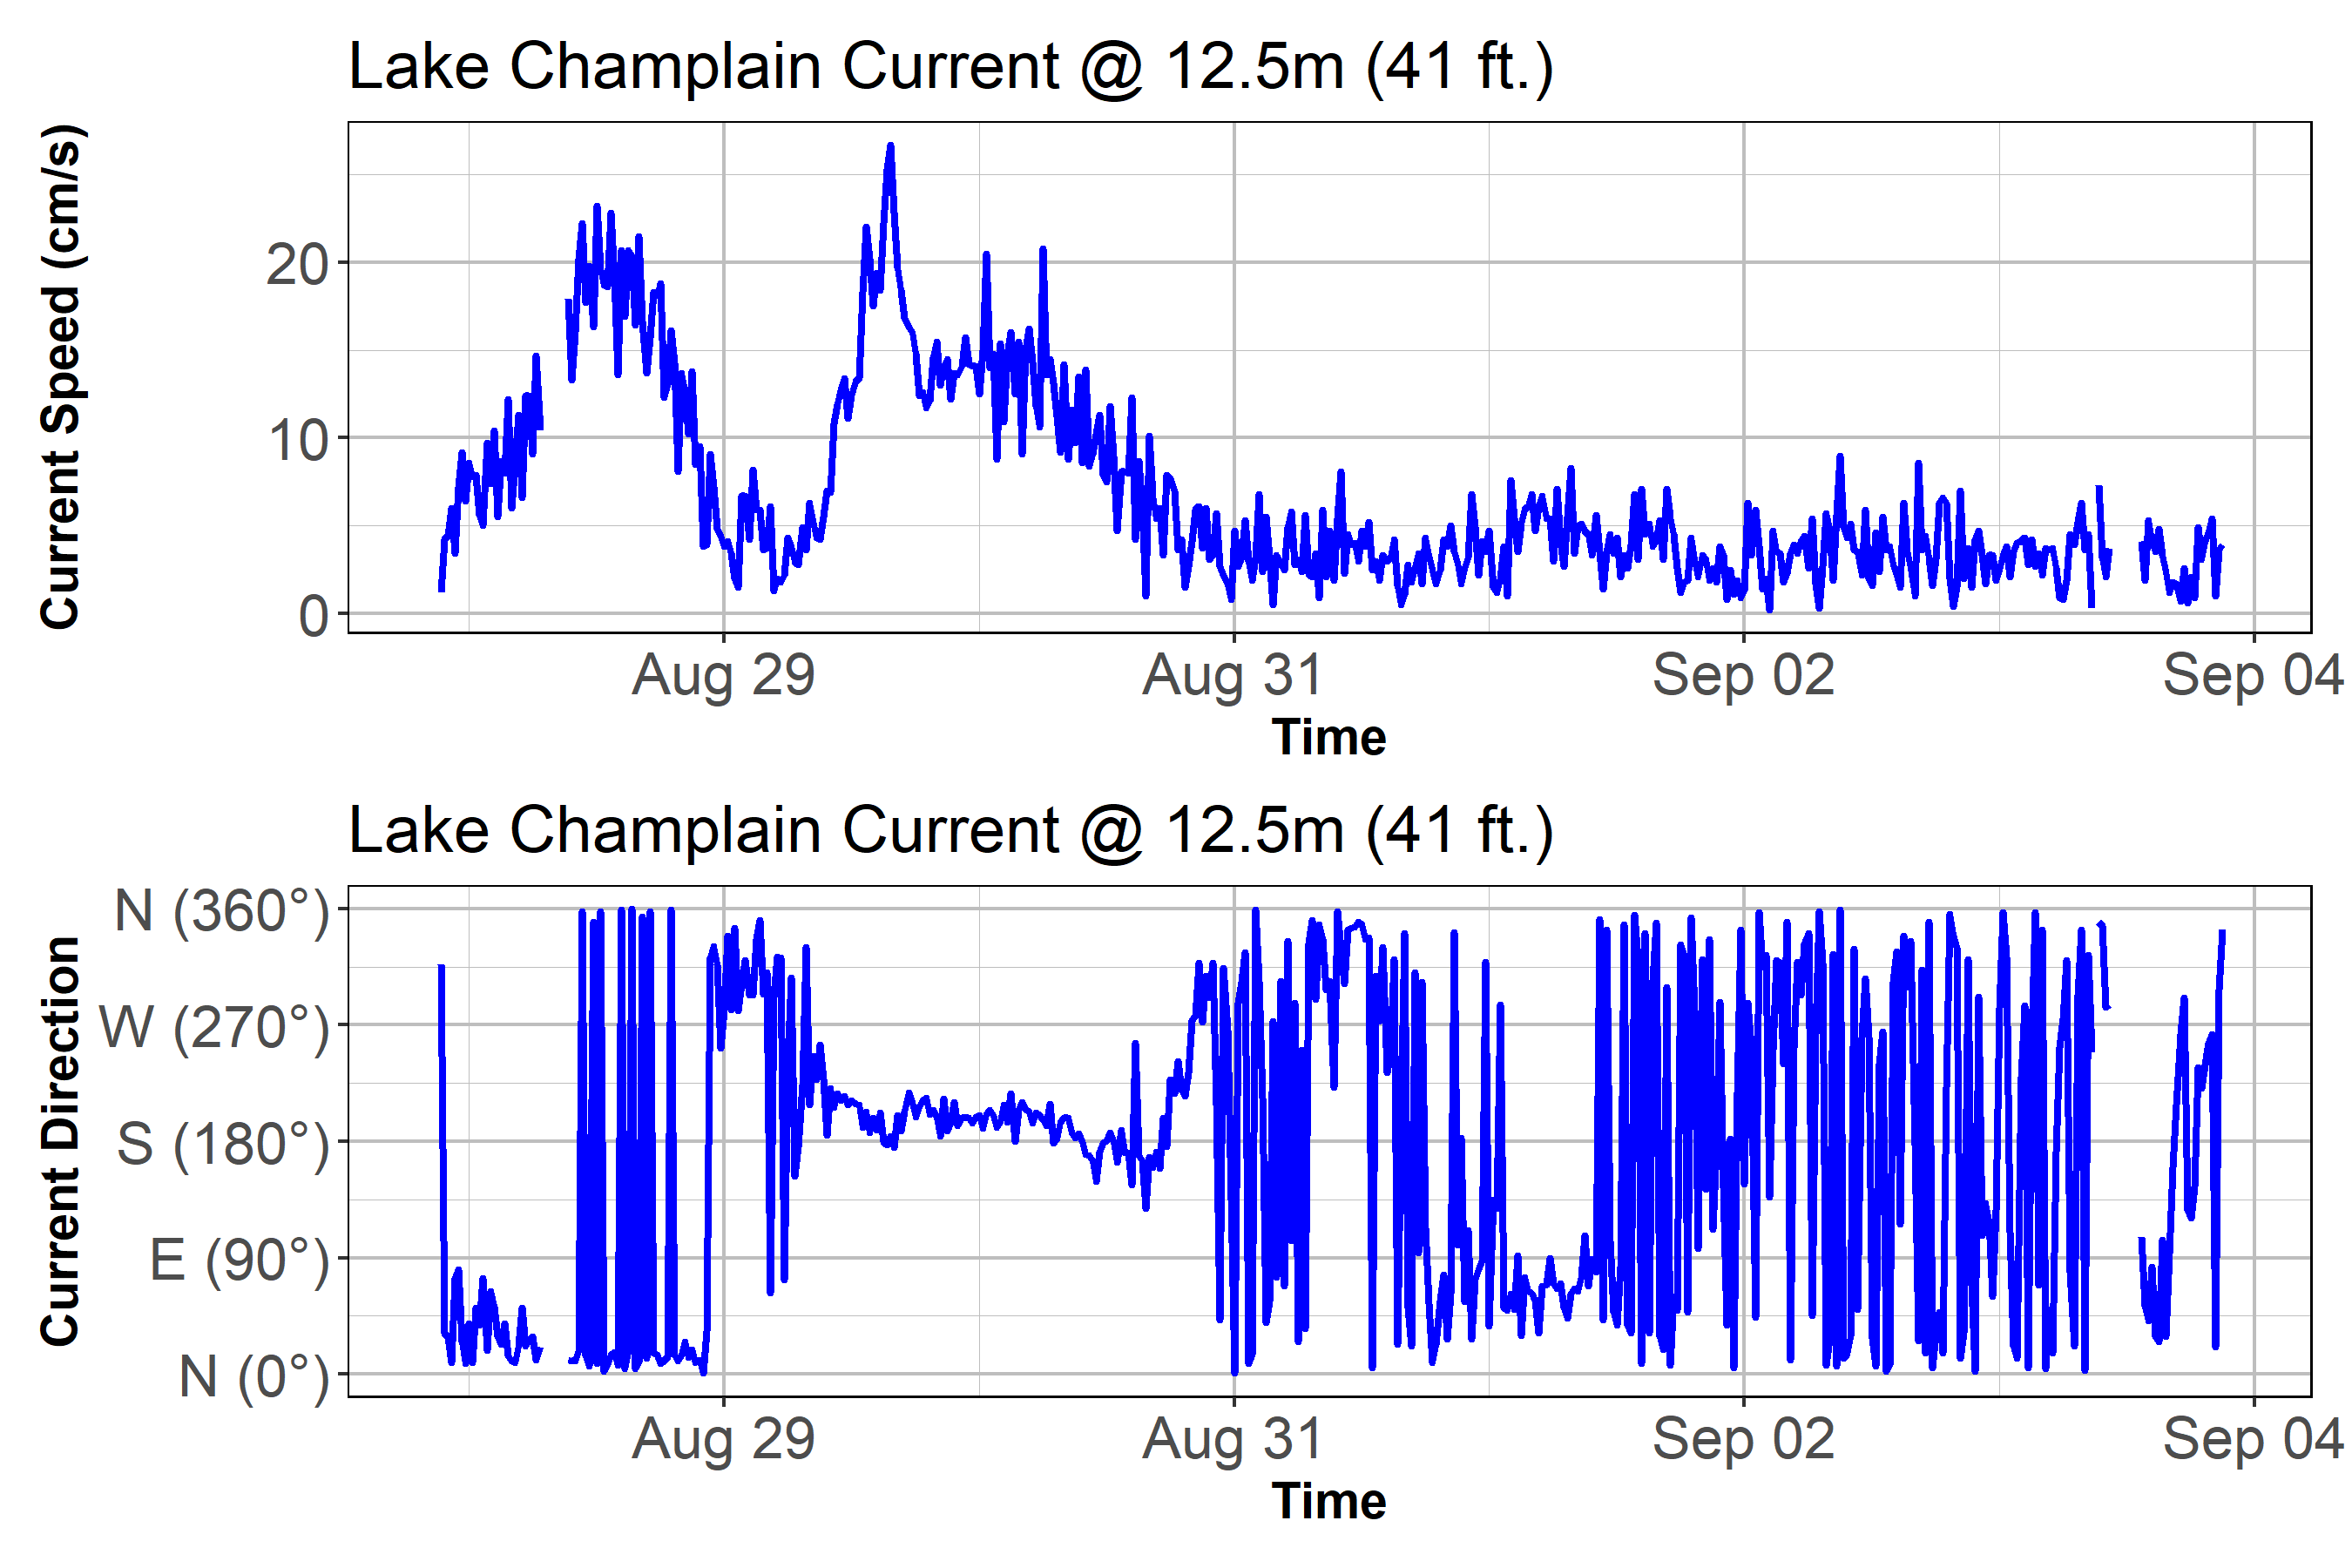 Lake Champlain Current @ 12.5m (41 ft.)
Current Speed (cm/s)
20
10
0
Aug 29
Aug 31
Sep 02
Sep 04
Time
Lake Champlain Current @ 12.5m (41 ft.)
Current Direction
N (360°)
W (270°)
S (180°)
E (90°)
N (0°)
Aug 29
Aug 31
Sep 02
Sep 04
Time